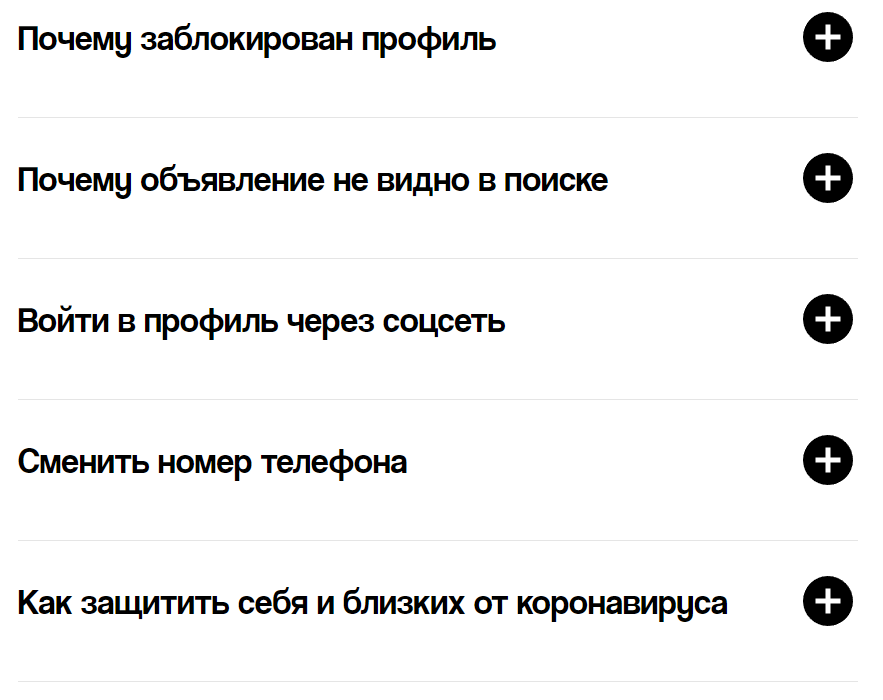 Почему заблокирован профиль
Почему объявление не видно в поиске
Войти в профиль через соцсеть
Сменить номер телефона
Как защитить себя и близких от коронавируса